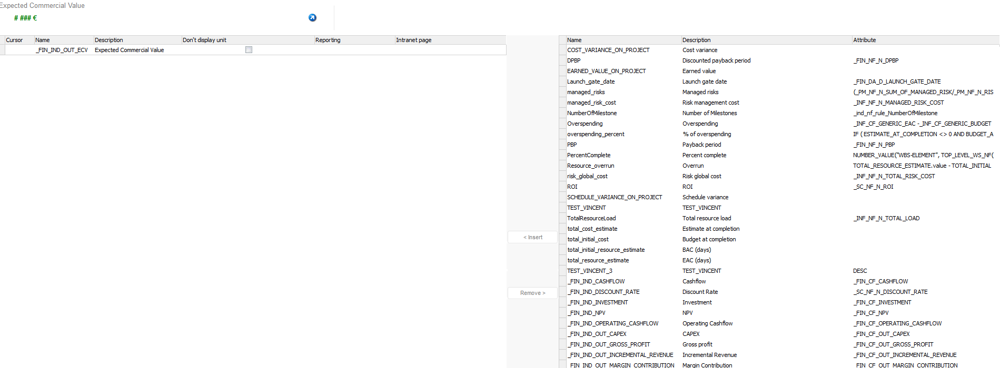 Expected Commercial Value
# ### €
Cursor Name Description Don't display unit Reporting Intranet page
_FIN_IND_OUT_ECV Expected Commercial Value
< Insert
Remove >
Name Description Attribute
COST_VARIANCE_ON_PROJECT Cost variance
DPBP Discounted payback period _FIN_NF_N_DPBP
EARNED_VALUE_ON_PROJECT Earned value
Launch_gate_date Launch gate date _FIN_DA_D_LAUNCH_GATE_DATE
managed_risks Managed risks (_PM_NF_N_SUM_OF_MANAGED_RISK/_PM_NF_N_RIS
managed_risk_cost Risk management cost _INF_NF_N_MANAGED_RISK_COST
NumberOfMilestone Number of Milestones _ind_nf_rule_NumberOfMilestone
Overspending Overspending _INF_CF_GENERIC_EAC -_INF_CF_GENERIC_BUDGET
overspending_percent % of overspending IF ( ESTIMATE_AT_COMPLETION <> 0 AND BUDGET_A
PBP Payback period _FIN_NF_N_PBP
PercentComplete Percent complete NUMBER_VALUE("WBS-ELEMENT", TOP_LEVEL_WS_NF(
Resource_overrun Overrun TOTAL_RESOURCE_ESTIMATE.value - TOTAL_INITIAL
risk_global_cost Risk global cost _INF_NF_N_TOTAL_RISK_COST
ROI ROI _SC_NF_N_ROI
SCHEDULE_VARIANCE_ON_PROJECT Schedule variance
TEST_VINCENT TEST_VINCENT
TotalResourceLoad Total resource load _INF_NF_N_TOTAL_LOAD
total_cost_estimate Estimate at completion
total_initial_cost Budget at completion
total_initial_resource_estimate BAC (days)
total_resource_estimate EAC (days)
TEST_VINCENT_3 TEST_VINCENT DESC
_FIN_IND_CASHFLOW Cashflow _FIN_CF_CASHFLOW
_FIN_IND_DISCOUNT_RATE Discount Rate _SC_NF_N_DISCOUNT_RATE
_FIN_IND_INVESTMENT Investment _FIN_CF_INVESTMENT
_FIN_IND_NPV NPV _FIN_CF_NPV
_FIN_IND_OPERATING_CASHFLOW Operating Cashflow _FIN_CF_OPERATING_CASHFLOW
_FIN_IND_OUT_CAPEX CAPEX _FIN_CF_OUT_CAPEX
_FIN_IND_OUT_GROSS_PROFIT Gross profit _FIN_CF_OUT_GROSS_PROFIT
_FIN_IND_OUT_INCREMENTAL_REVENUE Incremental Revenue _FIN_CF_OUT_INCREMENTAL_REVENUE
_FIN_IND_OUT_MARGIN_CONTRIBUTION Margin Contribution _FIN_CF_OUT_MARGIN_CONTRIBUTION